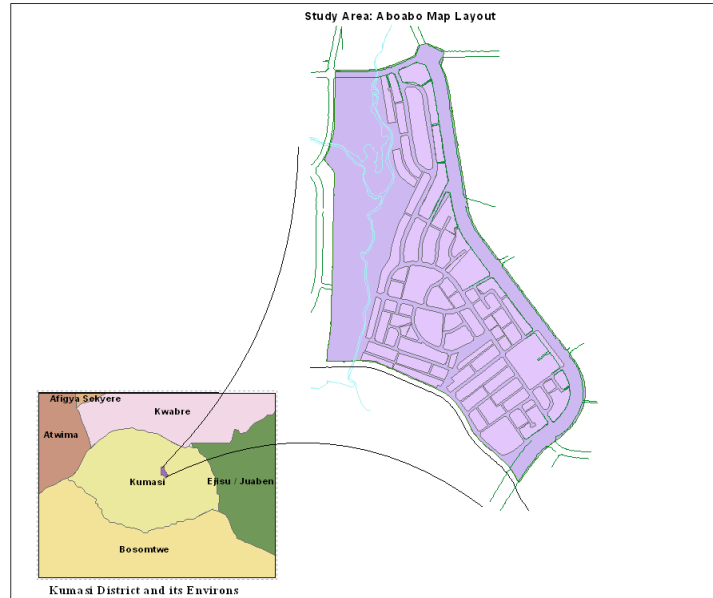 Study Area: Aboabo Map Layout
Afigya Sekyere
Kwabre
Atwima
Kumasi
Ejisu / Juaben
Bosomtwe
Kumasi District and its Environs